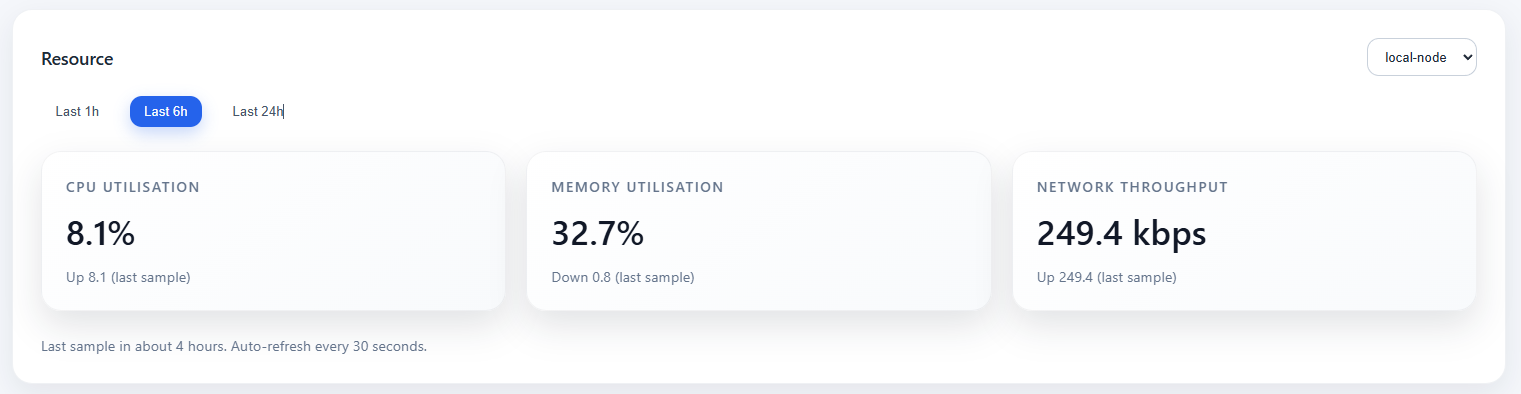 Resource
local-node
Last 1h
Last 6h
Last 24h
CPU UTILISATION
8.1%
Up 8.1 (last sample)
MEMORY UTILISATION
32.7%
Down 0.8 (last sample)
NETWORK THROUGHPUT
249.4 kbps
Up 249.4 (last sample)
Last sample in about 4 hours. Auto-refresh every 30 seconds.